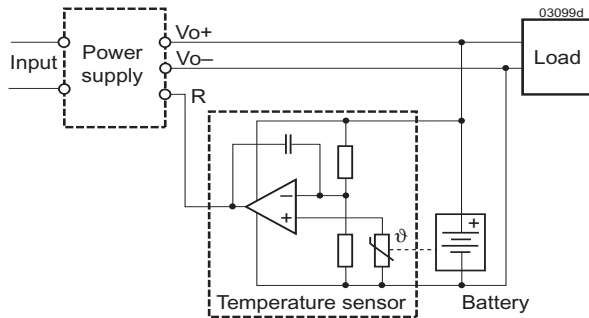 03099d
Power
supply
Vo+
Input
Vo–
Load
R
–
+
ϑ
+
Temperature sensor
Battery